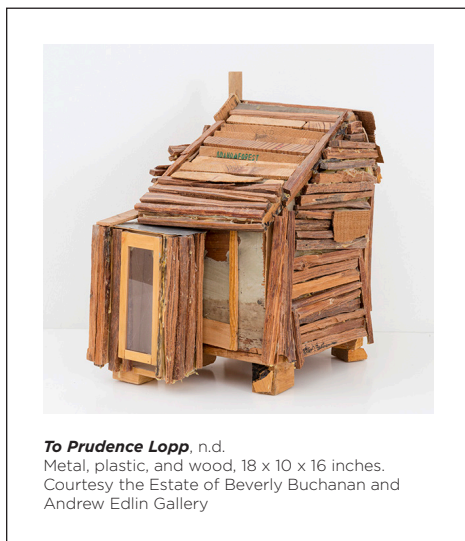 To Prudence Lopp, n.d.
Metal, plastic, and wood, 18 x 10 x 16 inches.
Courtesy the Estate of Beverly Buchanan and
Andrew Edlin Gallery